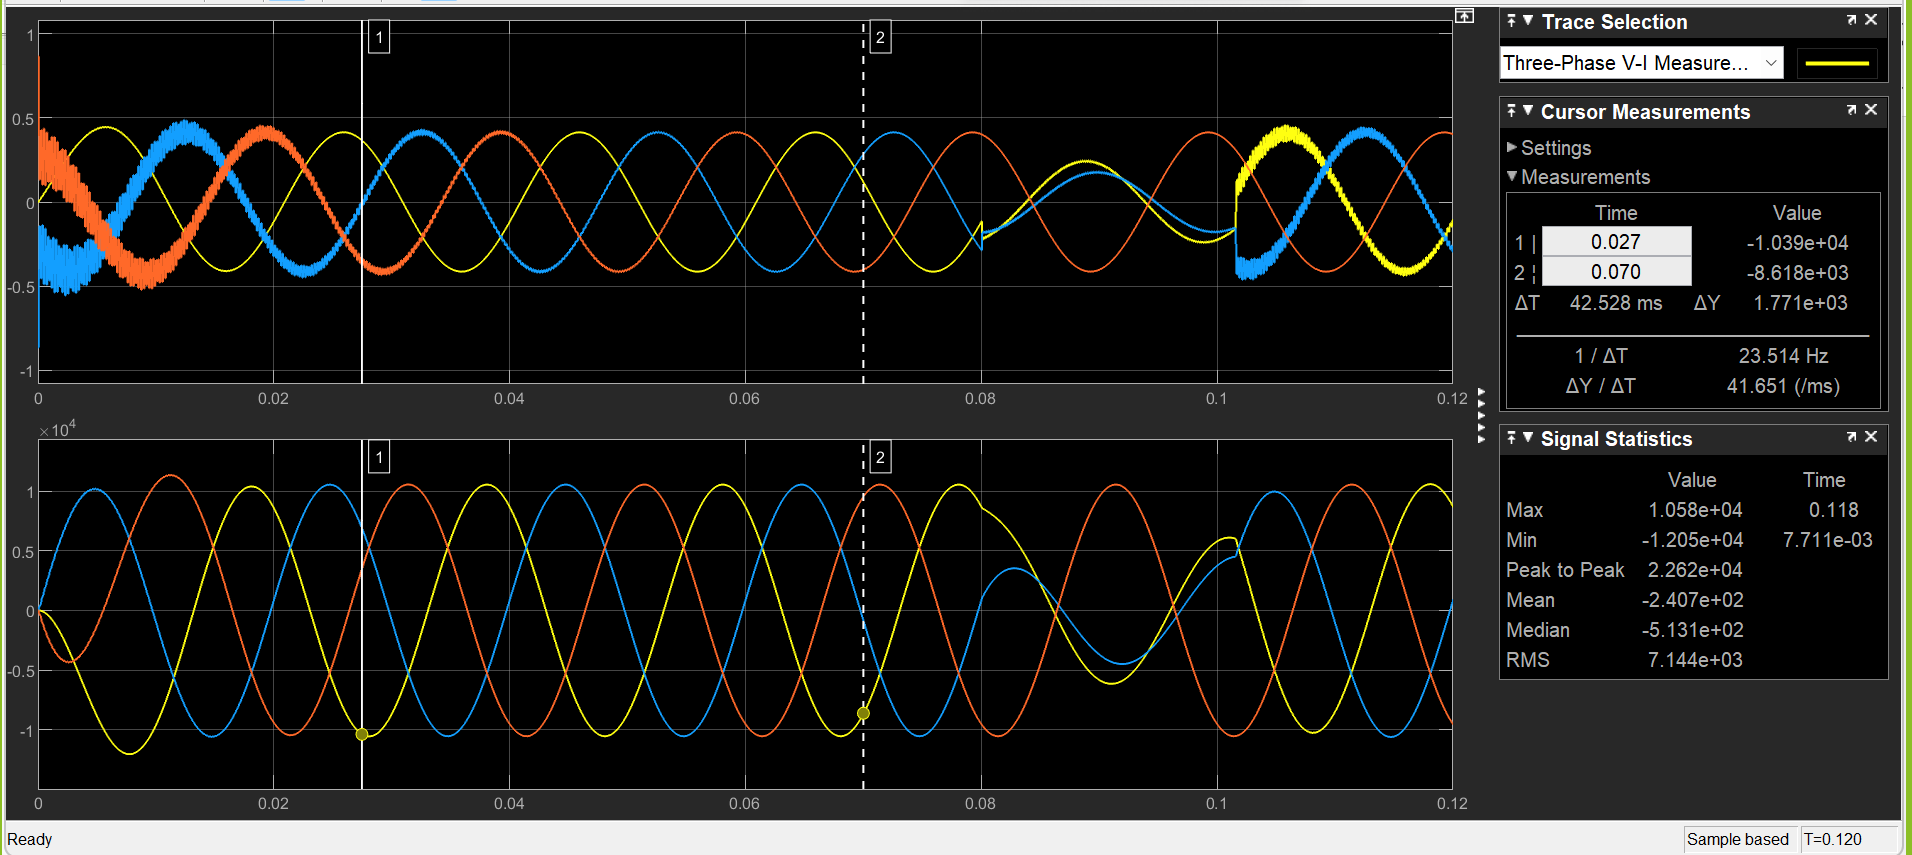 1
0.5
0
-0.5
-1
1
2
0
0.02
0.04
0.06
0.08
0.1
0.12
×10⁴
1
0.5
0
-0.5
-1
1
2
0
0.02
0.04
0.06
0.08
0.1
0.12
Trace Selection
Three-Phase V-I Measure...
Cursor Measurements
Settings
Measurements
Time Value
1 | 0.027 -1.039e+04
2 ¦ 0.070 -8.618e+03
ΔT 42.528 ms ΔY 1.771e+03
1 / ΔT 23.514 Hz
ΔY / ΔT 41.651 (/ms)
Signal Statistics
Value Time
Max 1.058e+04 0.118
Min -1.205e+04 7.711e-03
Peak to Peak 2.262e+04
Mean -2.407e+02
Median -5.131e+02
RMS 7.144e+03
Ready
Sample based T=0.120